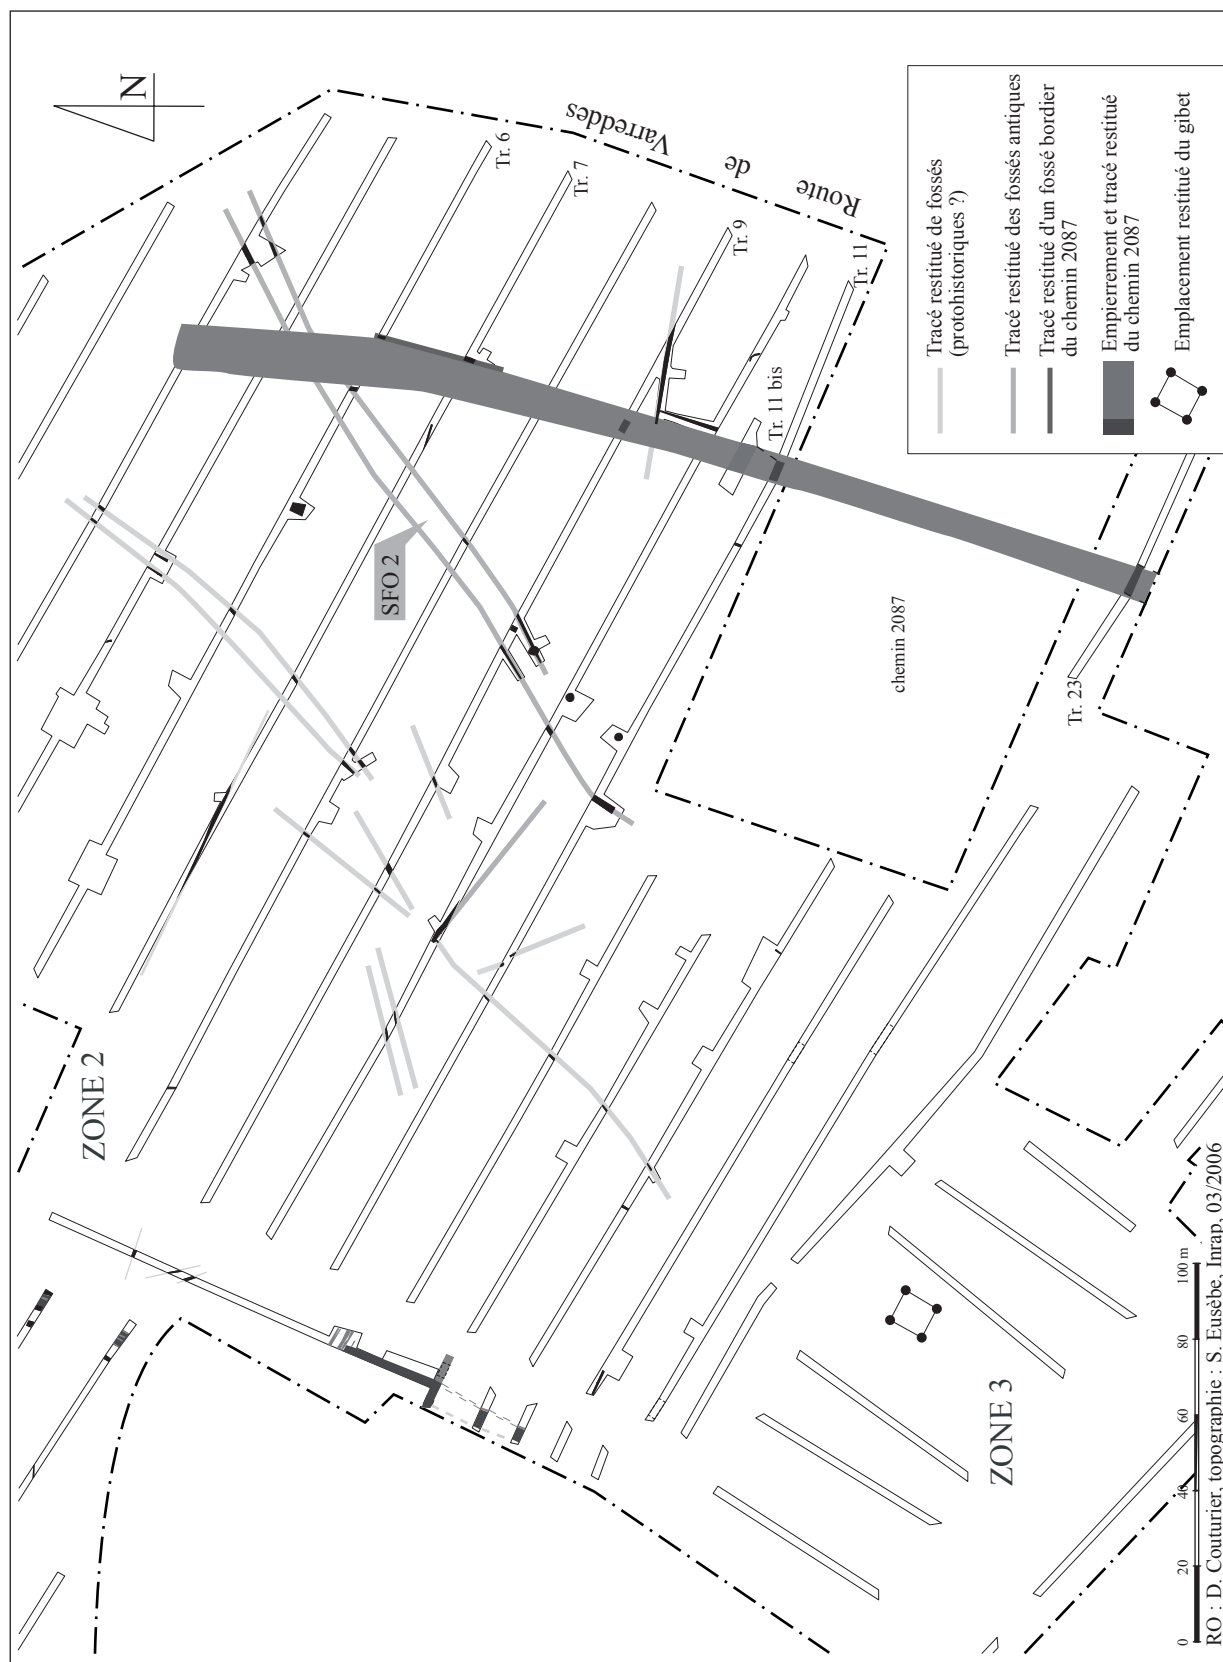 N
Tr. 6
Tr. 7
Tr. 9
Tr. 11
Tr. 11 bis
Route de Varreddes
SFO 2
chemin 2087
Tr. 23
ZONE 2
ZONE 3
Tracé restitué de fossés
(protohistoriques ?)
Tracé restitué des fossés antiques
Tracé restitué d'un fossé bordier
du chemin 2087
Empierrement et tracé restitué
du chemin 2087
Emplacement restitué du gibet
0 20 40 60 80 100 m
RO : D. Couturier, topographie : S. Eusèbe, Inrap, 03/2006